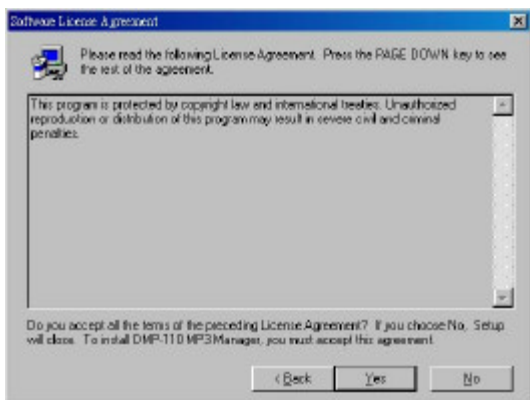 Software License Agreement
Please read the following License Agreement. Press the PAGE DOWN key to see
the rest of the agreement.
This program is protected by copyright law and international treaties. Unauthorized
reproduction or distribution of this program may result in severe civil and criminal
penalties.
Do you accept all the terms of the preceding License Agreement? If you choose No, Setup
will close. To install DMP-110 MP3 Manager, you must accept this agreement.
< Back
Yes
No